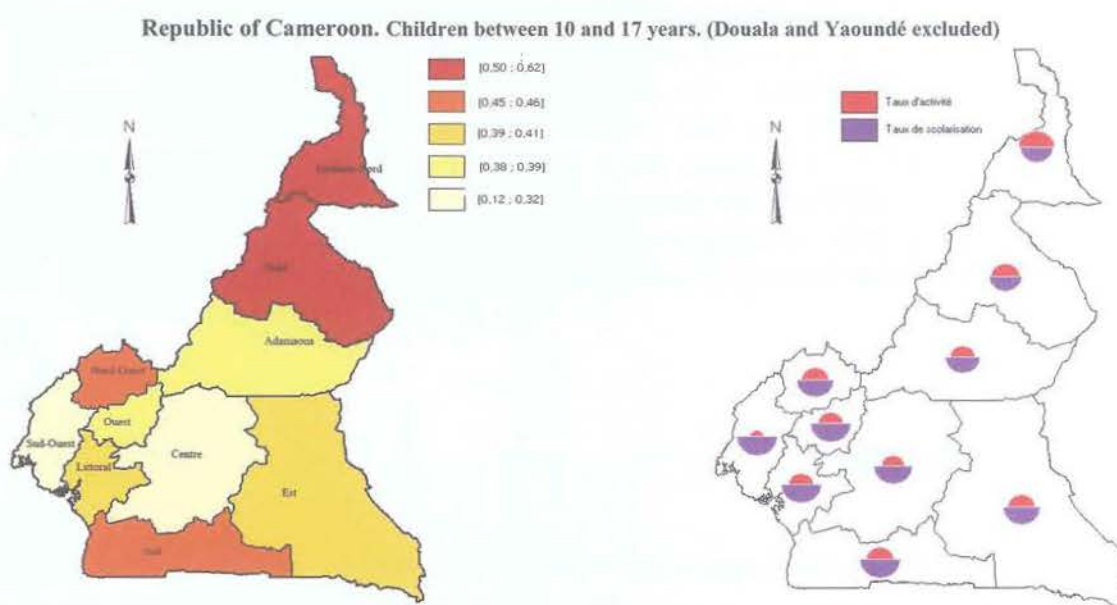 Republic of Cameroon. Children between 10 and 17 years. (Douala and Yaoundé excluded)
[0,50 ; 0,62]
[0,45 ; 0,46]
[0,39 ; 0,41]
[0,38 ; 0,39]
[0,12 ; 0,32]
N
Extrême-Nord
Nord
Adamaoua
Nord-Ouest
Ouest
Sud-Ouest
Centre
Littoral
Est
Sud
N
Taux d'activité
Taux de scolarisation